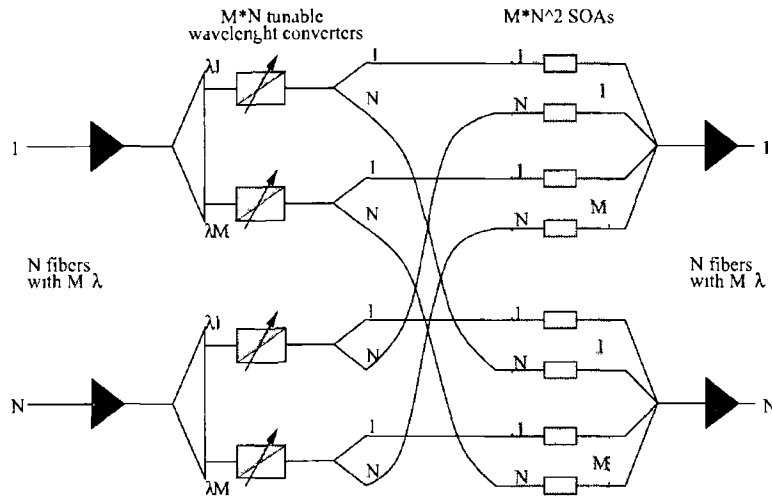 M*N tunable
wavelenght converters
M*N^2 SOAs
λ1
1
1
N
N
1
1
1
1
1
N
N
M
λM
N fibers
with M λ
N fibers
with M λ
λ1
1
1
N
N
1
N
N
1
1
N
N
M
λM